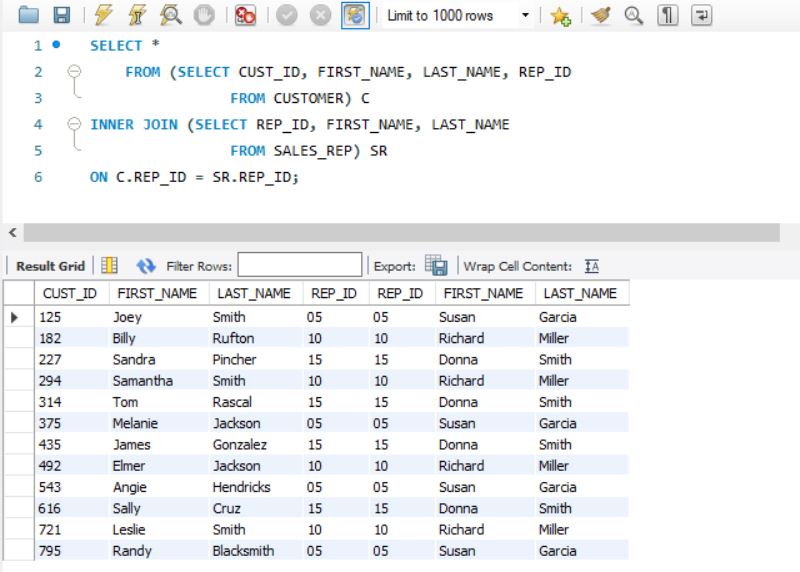 Limit to 1000 rows
1 SELECT *
2 FROM (SELECT CUST_ID, FIRST_NAME, LAST_NAME, REP_ID
3 FROM CUSTOMER) C
4 INNER JOIN (SELECT REP_ID, FIRST_NAME, LAST_NAME
5 FROM SALES_REP) SR
6 ON C.REP_ID = SR.REP_ID;
Result Grid Filter Rows: Export: Wrap Cell Content: IA
CUST_ID FIRST_NAME LAST_NAME REP_ID REP_ID FIRST_NAME LAST_NAME
125 Joey Smith 05 05 Susan Garcia
182 Billy Rufton 10 10 Richard Miller
227 Sandra Pincher 15 15 Donna Smith
294 Samantha Smith 10 10 Richard Miller
314 Tom Rascal 15 15 Donna Smith
375 Melanie Jackson 05 05 Susan Garcia
435 James Gonzalez 15 15 Donna Smith
492 Elmer Jackson 10 10 Richard Miller
543 Angie Hendricks 05 05 Susan Garcia
616 Sally Cruz 15 15 Donna Smith
721 Leslie Smith 10 10 Richard Miller
795 Randy Blacksmith 05 05 Susan Garcia